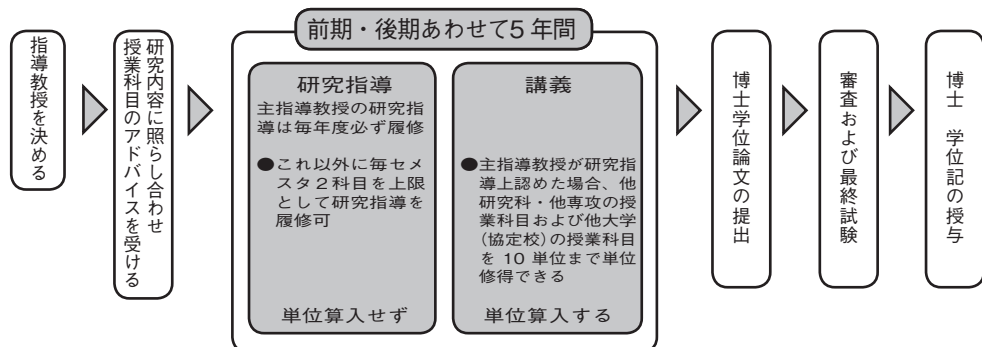 指導教授を決める
研究内容に照らし合わせ
授業科目のアドバイスを受ける
前期・後期あわせて5年間
研究指導
主指導教授の研究指
導は毎年度必ず履修
●これ以外に毎セメ
スタ2科目を上限
として研究指導を
履修可
単位算入せず
講義
●主指導教授が研究指
導上認めた場合、他
研究科・他専攻の授
業科目および他大学
(協定校)の授業科目
を 10 単位まで単位
修得できる
単位算入する
博士学位論文の提出
審査および最終試験
博士 学位記の授与